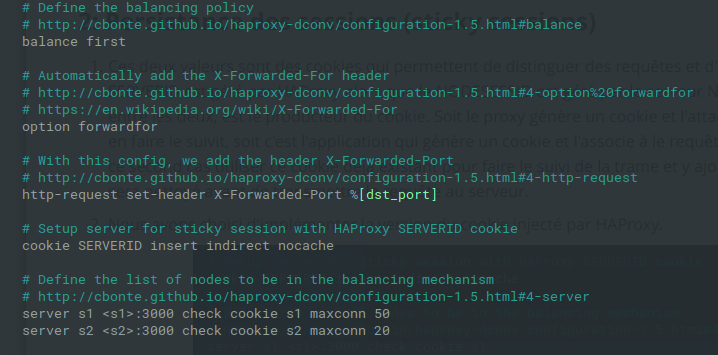 # Define the balancing policy
# http://cbonte.github.io/haproxy-dconv/configuration-1.5.html#balance
balance first
# Automatically add the X-Forwarded-For header
# http://cbonte.github.io/haproxy-dconv/configuration-1.5.html#4-option%20forwardfor
# https://en.wikipedia.org/wiki/X-Forwarded-For
option forwardfor
# With this config, we add the header X-Forwarded-Port
# http://cbonte.github.io/haproxy-dconv/configuration-1.5.html#4-http-request
http-request set-header X-Forwarded-Port %[dst_port]
# Setup server for sticky session with HAProxy SERVERID cookie
cookie SERVERID insert indirect nocache
# Define the list of nodes to be in the balancing mechanism
# http://cbonte.github.io/haproxy-dconv/configuration-1.5.html#4-server
server s1 <s1>:3000 check cookie s1 maxconn 50
server s2 <s2>:3000 check cookie s2 maxconn 20